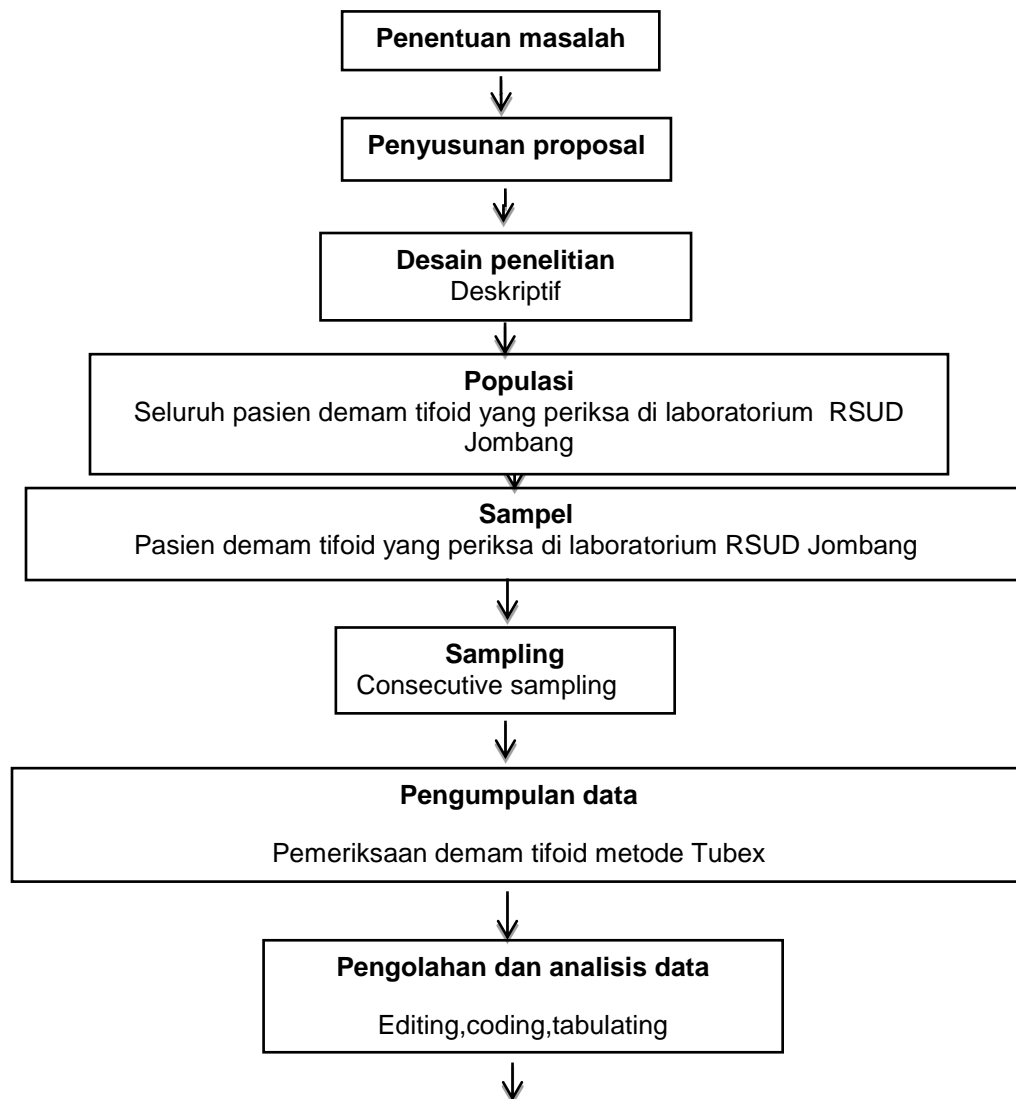 Penentuan masalah
Penyusunan proposal
Desain penelitian
Deskriptif
Populasi
Seluruh pasien demam tifoid yang periksa di laboratorium RSUD
Jombang
Sampel
Pasien demam tifoid yang periksa di laboratorium RSUD Jombang
Sampling
Consecutive sampling
Pengumpulan data
Pemeriksaan demam tifoid metode Tubex
Pengolahan dan analisis data
Editing,coding,tabulating